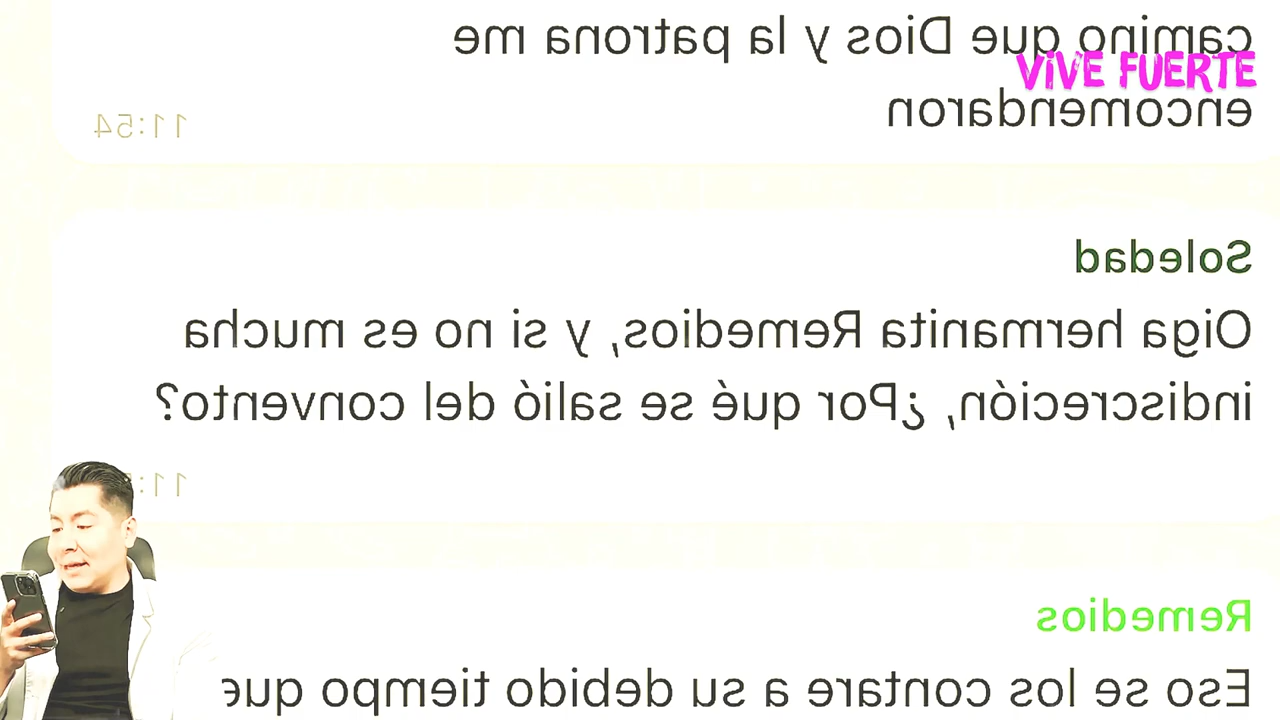 camino que Dios y la patrona me
VIVE FUERTE
encomendaron
11:54
Soledad
Oiga hermanita Remedios, y si no es mucha
indiscreción, ¿Por qué se salió del convento?
Remedios
Eso se los contare a su debido tiempo que